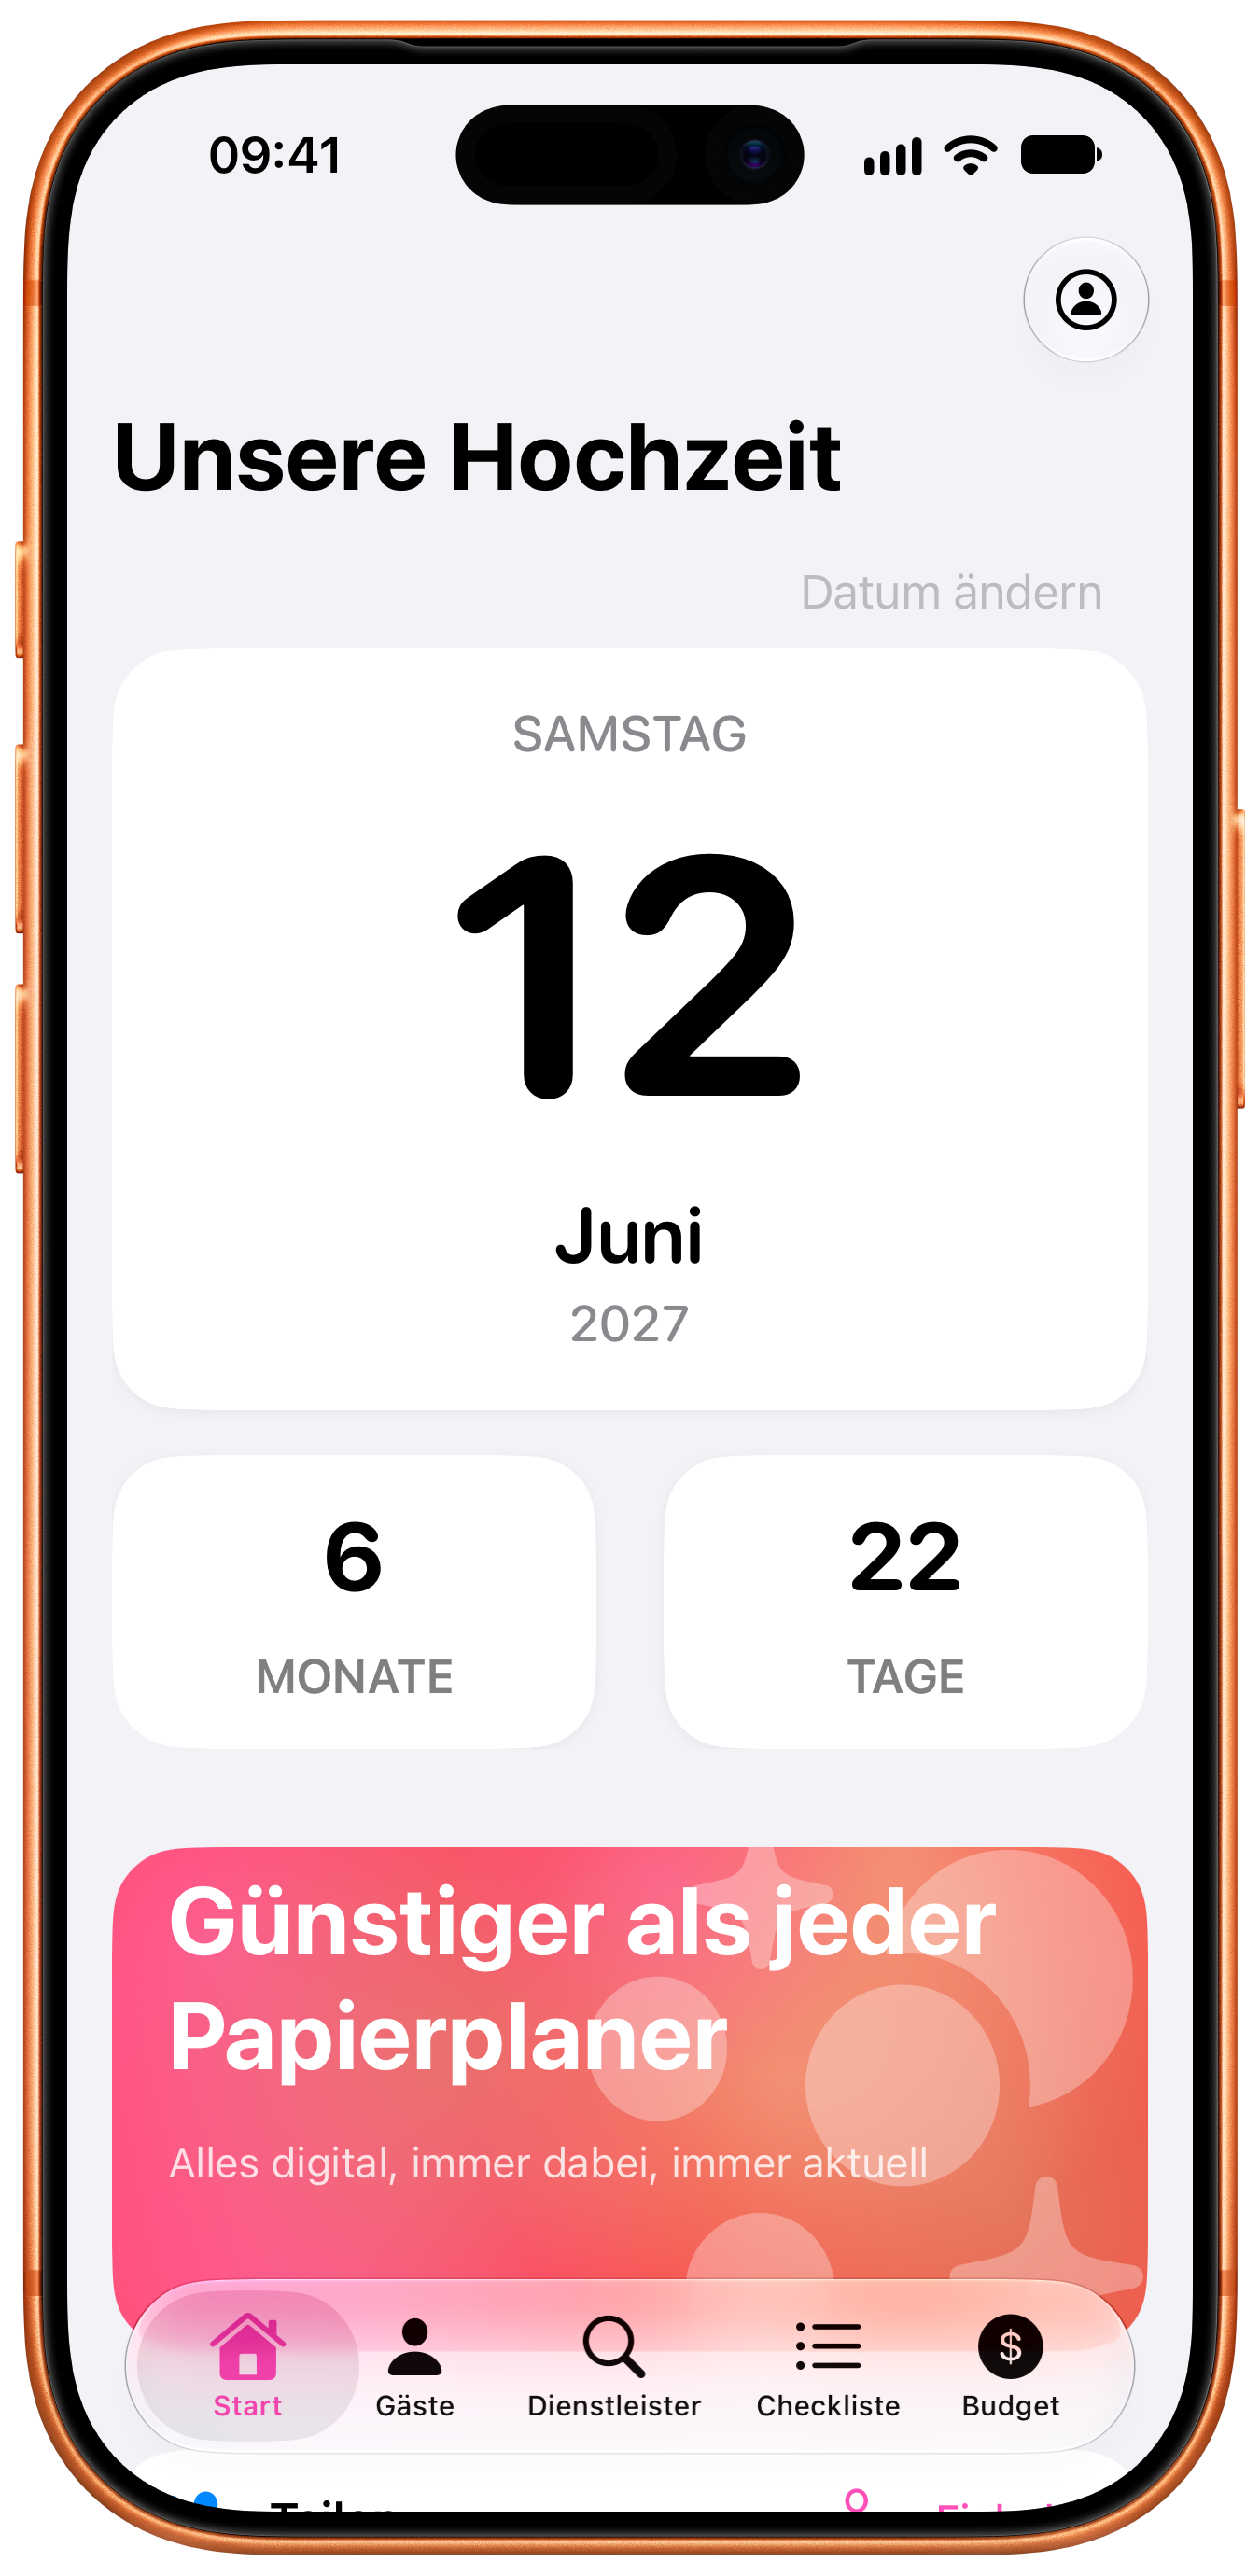 09:41
Unsere Hochzeit
Datum ändern
SAMSTAG
12
Juni
2027
6
MONATE
22
TAGE
Günstiger als jeder
Papierplaner
Alles digital, immer dabei, immer aktuell
$
Start
Gäste
Dienstleister
Checkliste
Budget